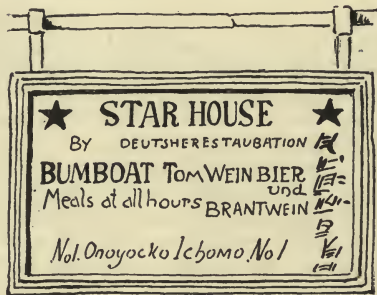 ★ STAR HOUSE ★
BY DEUTSHERESTAUBATION
BUMBOAT TOM WEIN BIER
und
Meals at all hours BRANTWEIN
No1. Onoyocko Ichomo. No1